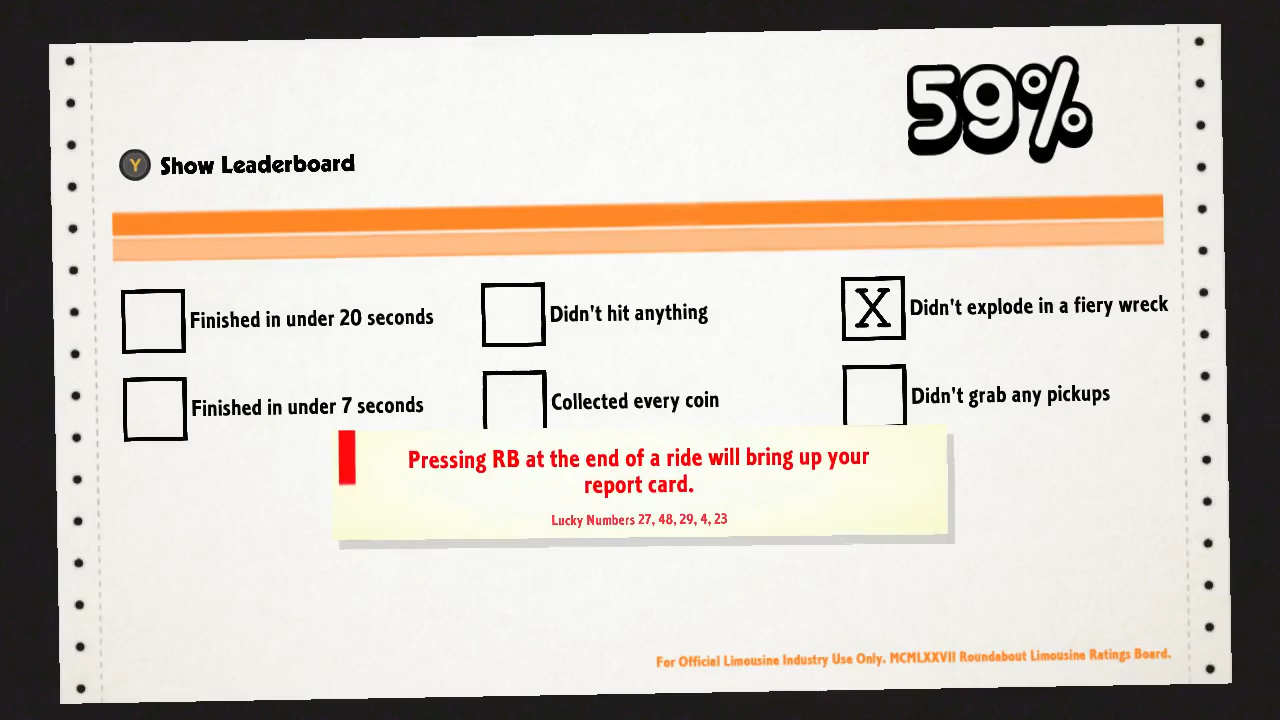 59%
Y Show Leaderboard
Finished in under 20 seconds
Didn't hit anything
X Didn't explode in a fiery wreck
Finished in under 7 seconds
Collected every coin
Didn't grab any pickups
Pressing RB at the end of a ride will bring up your
report card.
Lucky Numbers 27, 48, 29, 4, 23
For Official Limousine Industry Use Only. MCMLXXVII Roundabout Limousine Ratings Board.